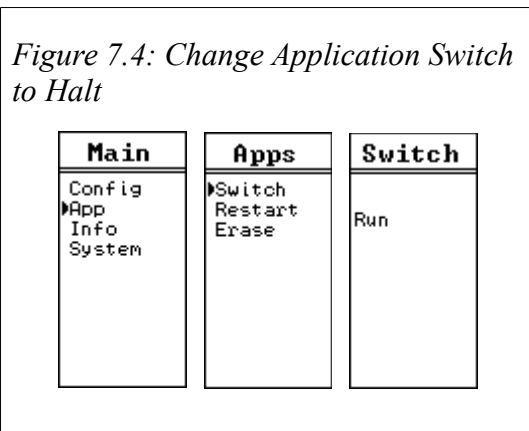 Figure 7.4: Change Application Switch
to Halt
Main
Config
App
Info
System
Apps
Switch
Restart
Erase
Switch
Run